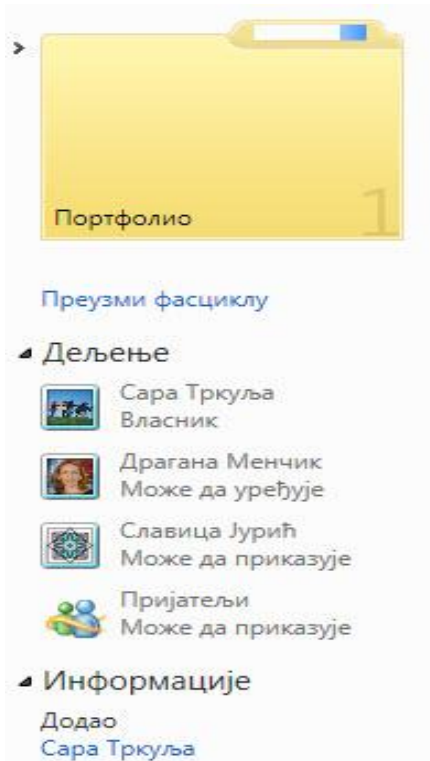 Портфолио
1
Преузми фасциклу
Дељење
Сара Тркуља
Власник
Драгана Менчик
Може да уређује
Славица Јурић
Може да приказује
Пријатељи
Може да приказује
Информације
Додао
Сара Тркуља